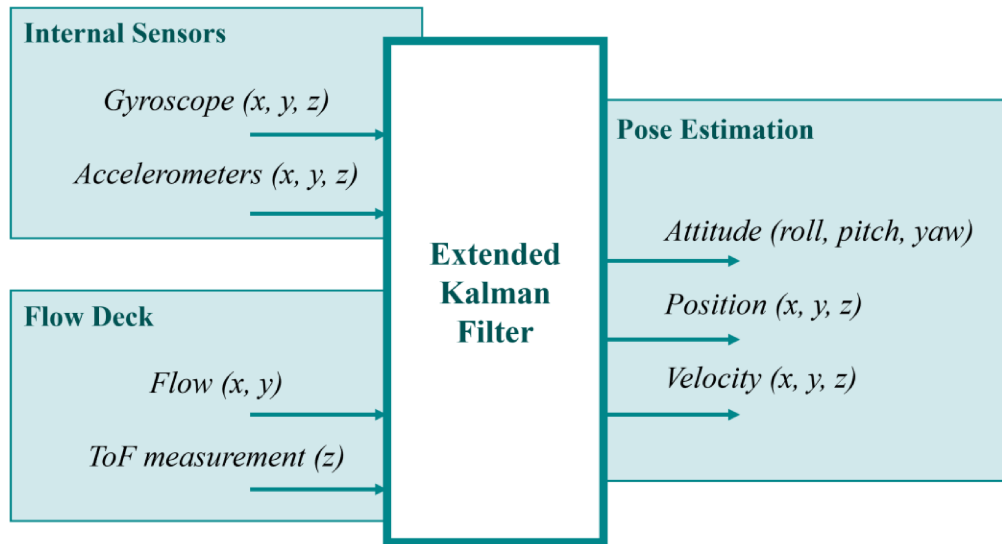 Internal Sensors
Gyroscope (x, y, z)
Accelerometers (x, y, z)
Flow Deck
Flow (x, y)
ToF measurement (z)
Extended
Kalman
Filter
Pose Estimation
Attitude (roll, pitch, yaw)
Position (x, y, z)
Velocity (x, y, z)